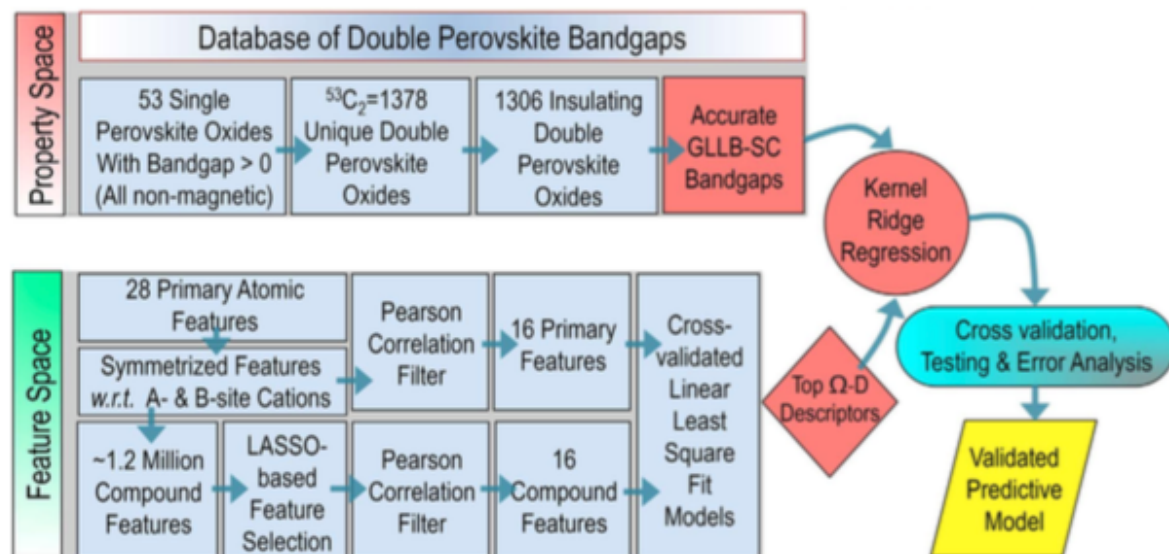 Property Space
Database of Double Perovskite Bandgaps
53 Single
Perovskite Oxides
With Bandgap > 0
(All non-magnetic)
⁵³C₂=1378
Unique Double
Perovskite
Oxides
1306 Insulating
Double
Perovskite
Oxides
Accurate
GLLB-SC
Bandgaps
Kernel
Ridge
Regression
Feature Space
28 Primary Atomic
Features
Symmetrized Features
w.r.t. A- & B-site Cations
Pearson
Correlation
Filter
16 Primary
Features
~1.2 Million
Compound
Features
LASSO-
based
Feature
Selection
Pearson
Correlation
Filter
16
Compound
Features
Cross-
validated
Linear
Least
Square
Fit
Models
Top Ω-D
Descriptors
Cross validation,
Testing & Error Analysis
Validated
Predictive
Model